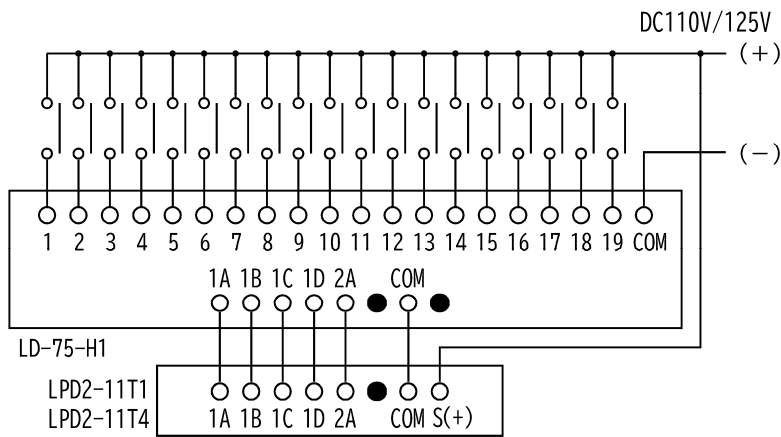 DC110V/125V
(+)
(-)
1 2 3 4 5 6 7 8 9 10 11 12 13 14 15 16 17 18 19 COM
1A 1B 1C 1D 2A COM
LD-75-H1
LPD2-11T1
LPD2-11T4
1A 1B 1C 1D 2A COM S(+)